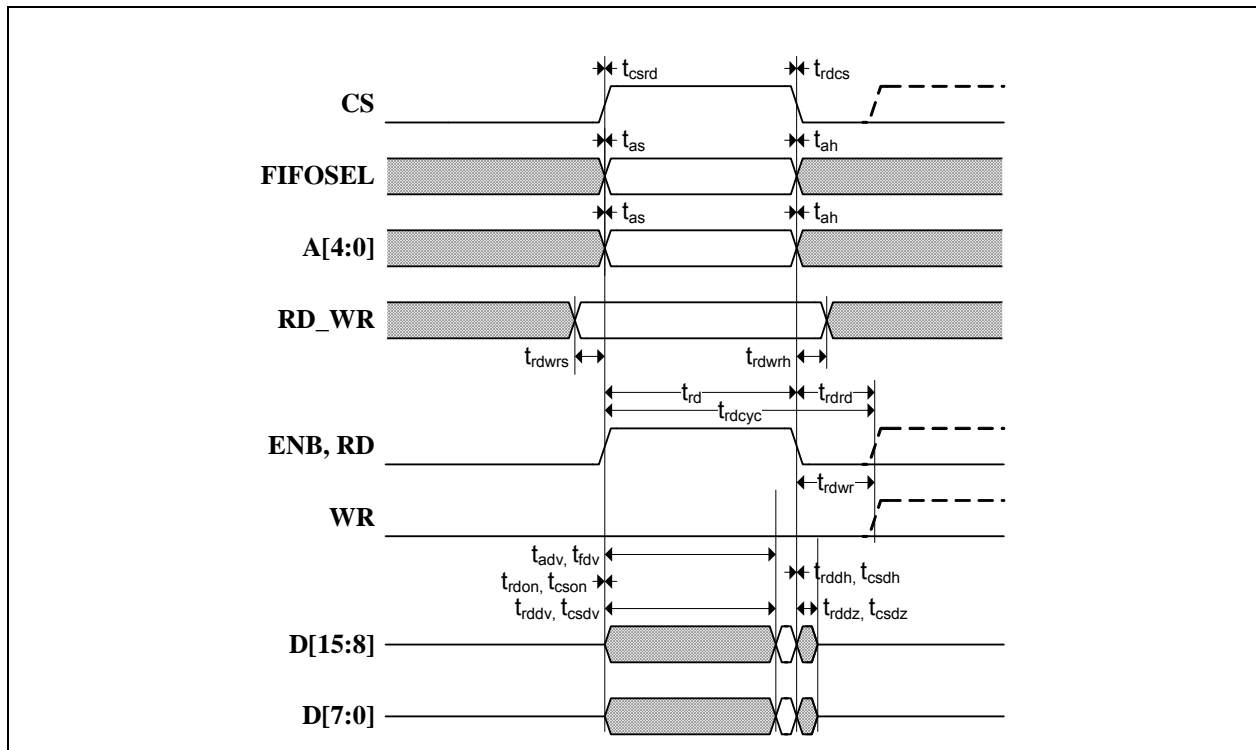 t_csrd t_rdcs
CS
t_as t_ah
FIFOSEL
t_as t_ah
A[4:0]
RD_WR
t_rdwrs t_rdwrh
t_rd t_rdrd
t_rdcyc
ENB, RD
t_rdwr
WR
t_adv, t_fdv
t_rdon, t_cson t_rddh, t_csdh
t_rddv, t_csdv t_rddz, t_csdz
D[15:8]
D[7:0]